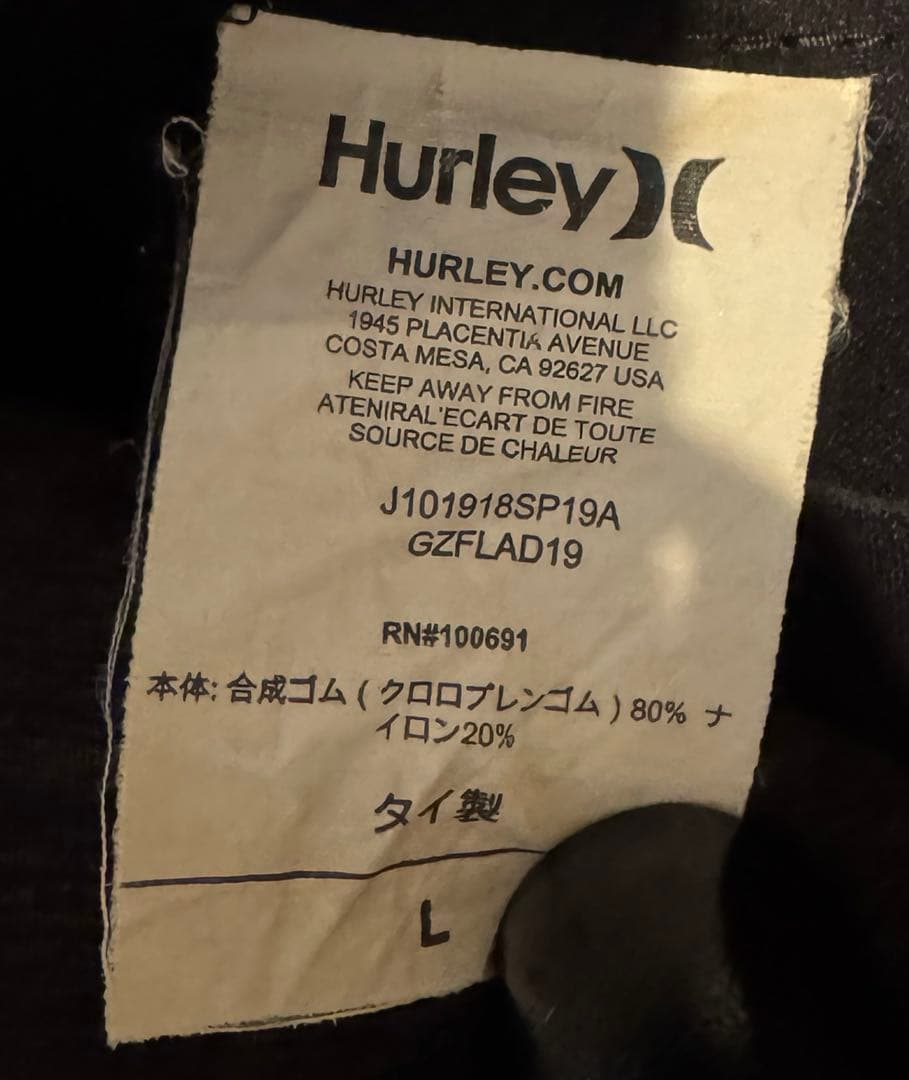 Hurley
HURLEY.COM
HURLEY INTERNATIONAL LLC
1945 PLACENTIA AVENUE
COSTA MESA, CA 92627 USA
KEEP AWAY FROM FIRE
ATENIRAL'ECART DE TOUTE
SOURCE DE CHALEUR
J101918SP19A
GZFLAD19
RN#100691
本体: 合成ゴム ( クロロプレンゴム ) 80% ナ
イロン20%
タイ製
L